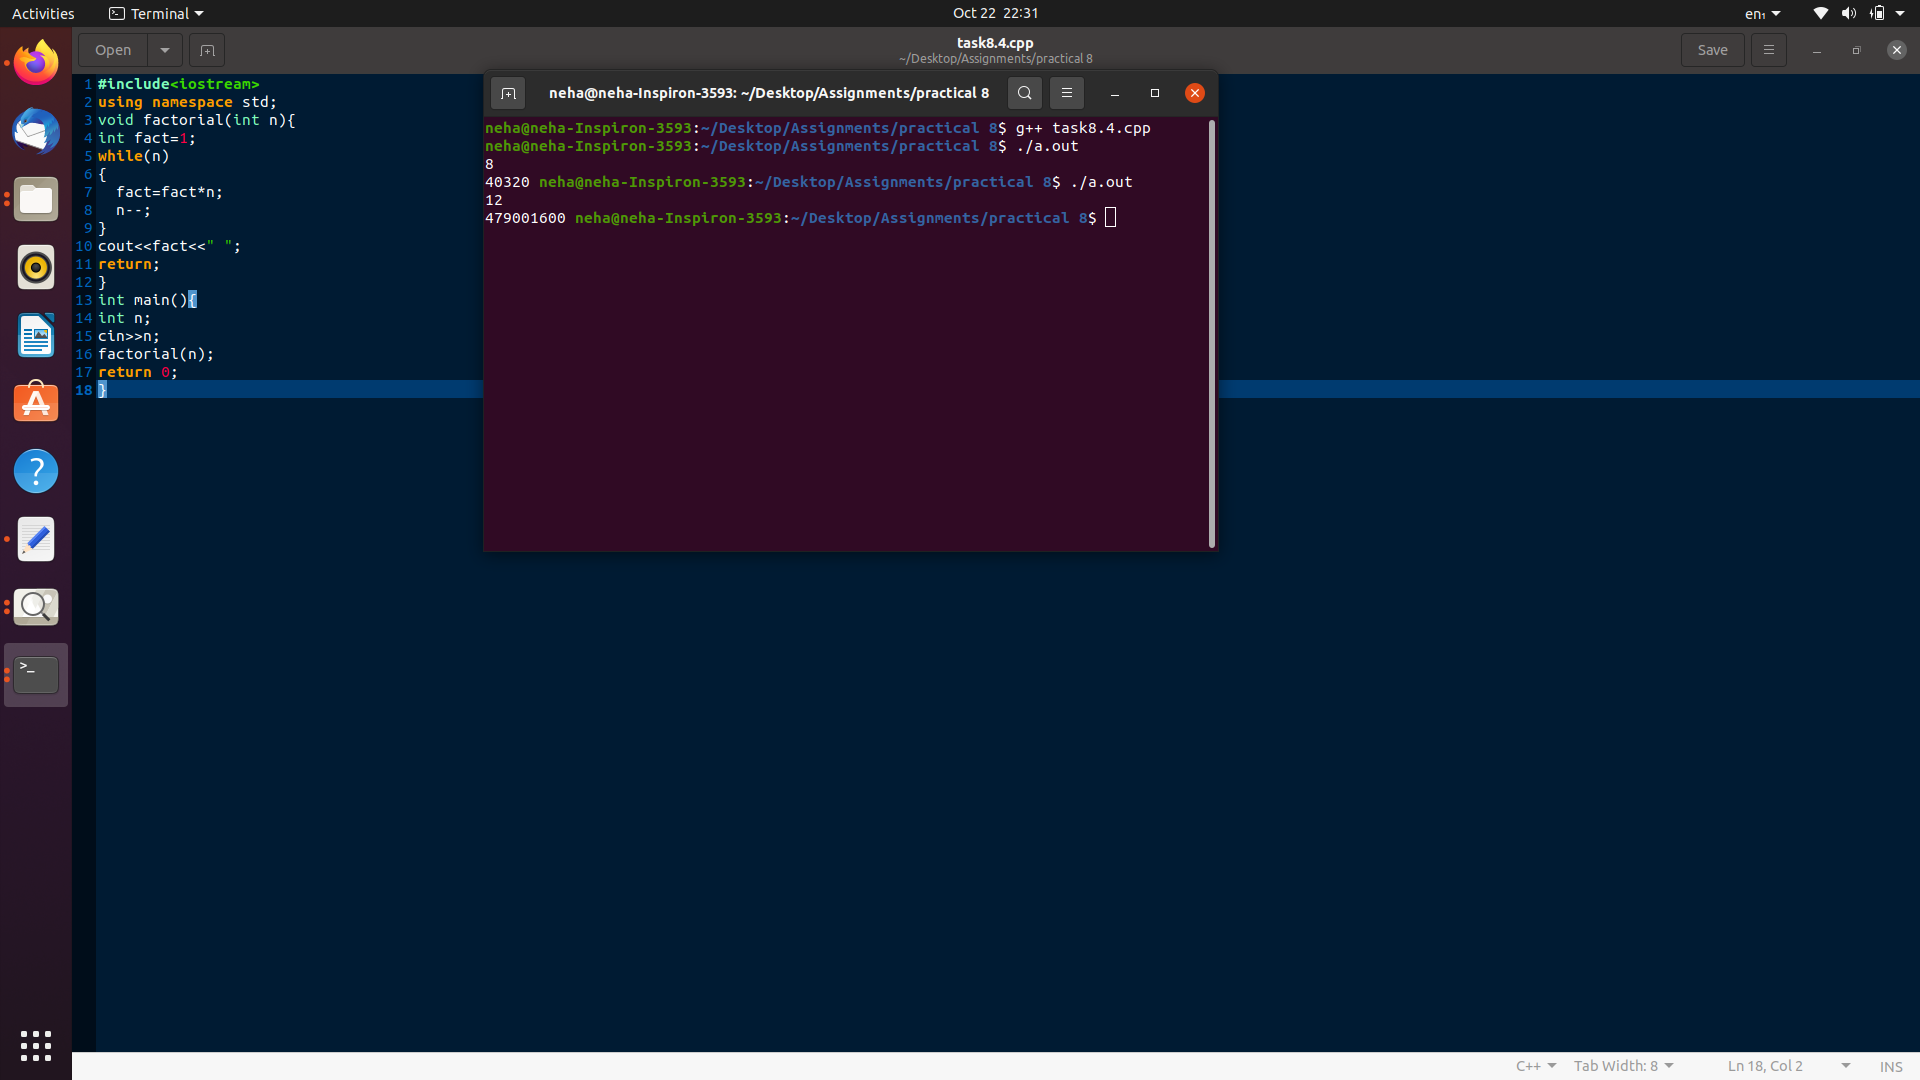 Activities Terminal Oct 22 22:31 en₁
Open task8.4.cpp Save
~/Desktop/Assignments/practical 8
1 #include<iostream>
2 using namespace std;
3 void factorial(int n){
4 int fact=1;
5 while(n)
6 {
7   fact=fact*n;
8   n--;
9 }
10 cout<<fact<<" ";
11 return;
12 }
13 int main(){
14 int n;
15 cin>>n;
16 factorial(n);
17 return 0;
18 }
neha@neha-Inspiron-3593: ~/Desktop/Assignments/practical 8
neha@neha-Inspiron-3593:~/Desktop/Assignments/practical 8$ g++ task8.4.cpp
neha@neha-Inspiron-3593:~/Desktop/Assignments/practical 8$ ./a.out
8
40320 neha@neha-Inspiron-3593:~/Desktop/Assignments/practical 8$ ./a.out
12
479001600 neha@neha-Inspiron-3593:~/Desktop/Assignments/practical 8$
C++ Tab Width: 8 Ln 18, Col 2 INS